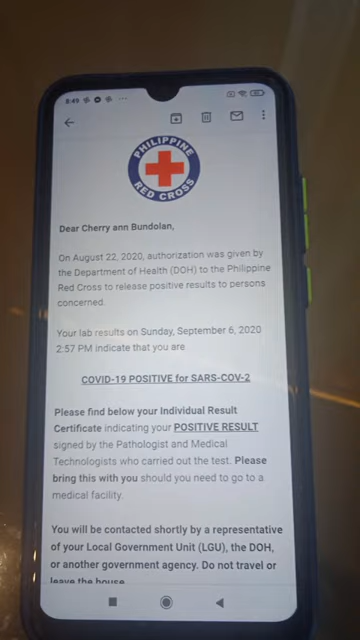 8:49
PHILIPPINE
RED CROSS
Dear Cherry ann Bundolan,
On August 22, 2020, authorization was given by
the Department of Health (DOH) to the Philippine
Red Cross to release positive results to persons
concerned.
Your lab results on Sunday, September 6, 2020
2:57 PM indicate that you are
COVID-19 POSITIVE for SARS-COV-2
Please find below your Individual Result
Certificate indicating your POSITIVE RESULT
signed by the Pathologist and Medical
Technologists who carried out the test. Please
bring this with you should you need to go to a
medical facility.
You will be contacted shortly by a representative
of your Local Government Unit (LGU), the DOH,
or another government agency. Do not travel or
leave the house